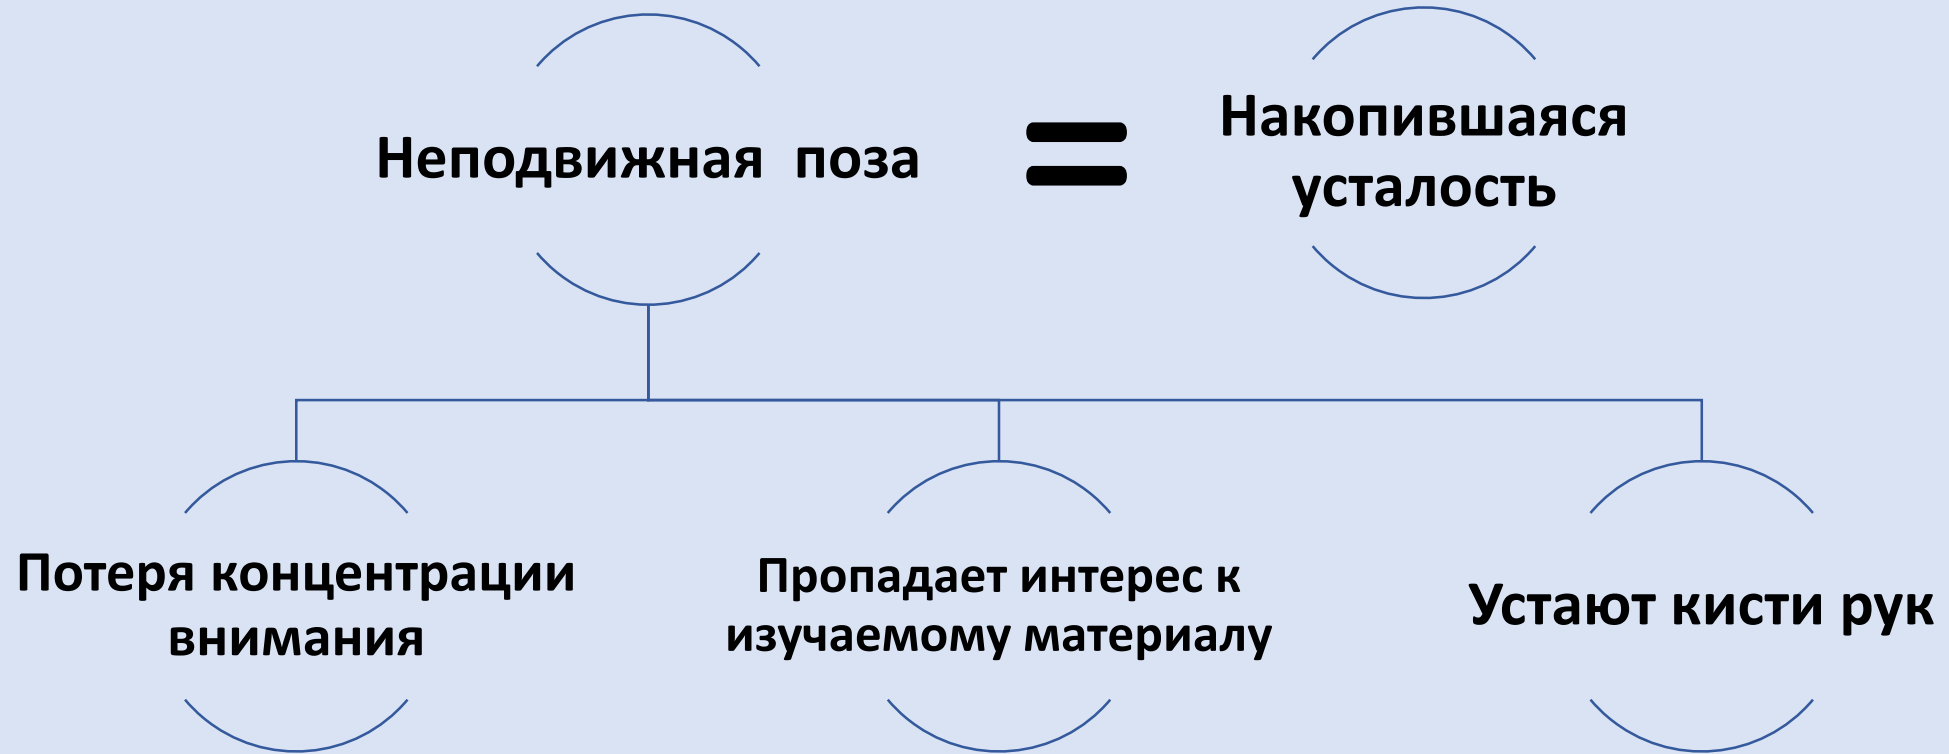 Неподвижная поза
=
Накопившаяся
усталость
Потеря концентрации
внимания
Пропадает интерес к
изучаемому материалу
Устают кисти рук